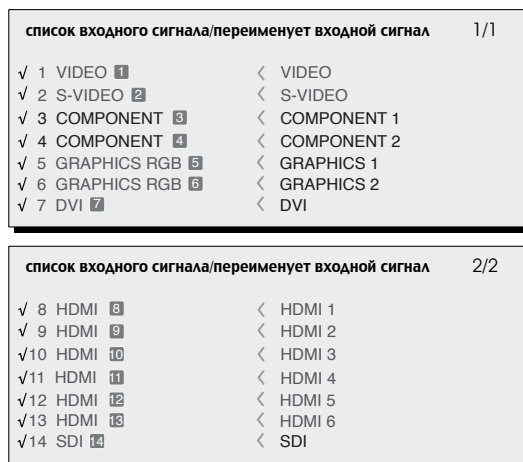 список входного сигнала/переименует входной сигнал 1/1
√ 1 VIDEO 1 〈 VIDEO
√ 2 S-VIDEO 2 〈 S-VIDEO
√ 3 COMPONENT 3 〈 COMPONENT 1
√ 4 COMPONENT 4 〈 COMPONENT 2
√ 5 GRAPHICS RGB 5 〈 GRAPHICS 1
√ 6 GRAPHICS RGB 6 〈 GRAPHICS 2
√ 7 DVI 7 〈 DVI
список входного сигнала/переименует входной сигнал 2/2
√ 8 HDMI 8 〈 HDMI 1
√ 9 HDMI 9 〈 HDMI 2
√10 HDMI 10 〈 HDMI 3
√11 HDMI 11 〈 HDMI 4
√12 HDMI 12 〈 HDMI 5
√13 HDMI 13 〈 HDMI 6
√14 SDI 14 〈 SDI